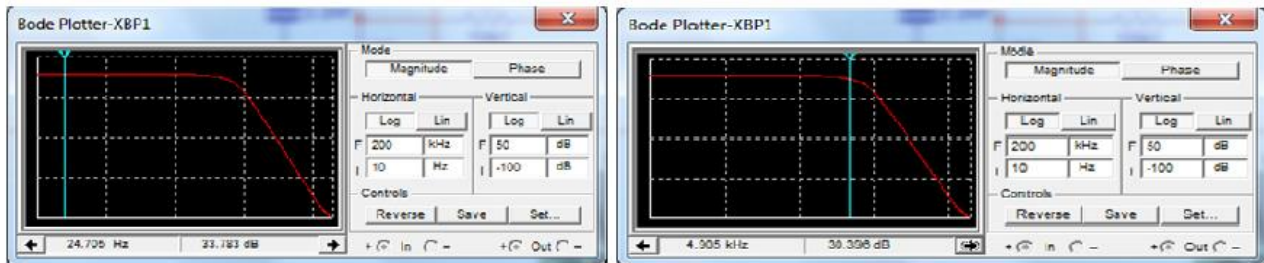 Bode Plotter-XBP1
Mode
Magnitude Phase
Horizontal Vertical
Log Lin Log Lin
F 200 kHz F 50 dB
I 10 Hz I -100 dB
Controls
Reverse Save Set...
24.705 Hz 33.783 dB + In - + Out -
Bode Plotter-XBP1
Mode
Magnitude Phase
Horizontal Vertical
Log Lin Log Lin
F 200 kHz F 50 dB
I 10 Hz I -100 dB
Controls
Reverse Save Set...
4.905 kHz 30.396 dB + In - + Out -